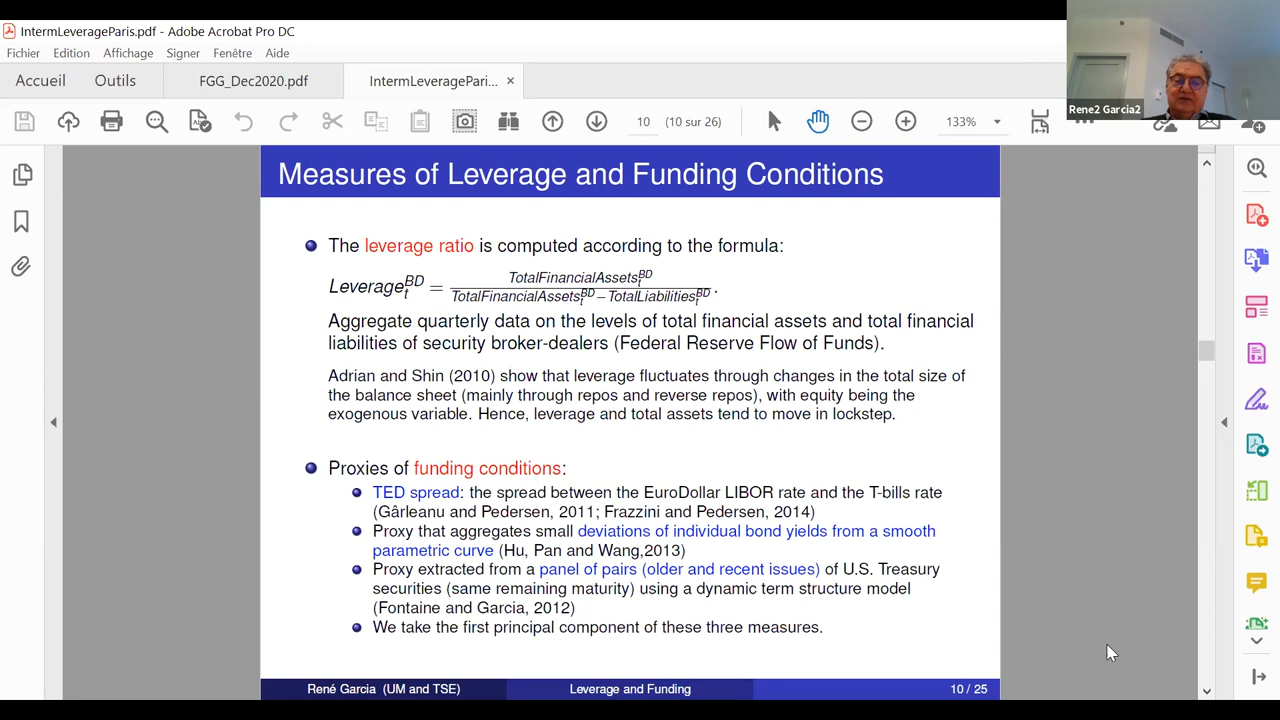 IntermLeverageParis.pdf - Adobe Acrobat Pro DC
Fichier Edition Affichage Signer Fenêtre Aide
Accueil Outils FGG_Dec2020.pdf IntermLeveragePari... ×
10 (10 sur 26) 133%
Rene2 Garcia2
Measures of Leverage and Funding Conditions
The leverage ratio is computed according to the formula:
Leverage_t^BD = TotalFinancialAssets_t^BD / (TotalFinancialAssets_t^BD − TotalLiabilities_t^BD).
Aggregate quarterly data on the levels of total financial assets and total financial
liabilities of security broker-dealers (Federal Reserve Flow of Funds).
Adrian and Shin (2010) show that leverage fluctuates through changes in the total size of
the balance sheet (mainly through repos and reverse repos), with equity being the
exogenous variable. Hence, leverage and total assets tend to move in lockstep.
Proxies of funding conditions:
TED spread: the spread between the EuroDollar LIBOR rate and the T-bills rate
(Gârleanu and Pedersen, 2011; Frazzini and Pedersen, 2014)
Proxy that aggregates small deviations of individual bond yields from a smooth
parametric curve (Hu, Pan and Wang,2013)
Proxy extracted from a panel of pairs (older and recent issues) of U.S. Treasury
securities (same remaining maturity) using a dynamic term structure model
(Fontaine and Garcia, 2012)
We take the first principal component of these three measures.
René Garcia (UM and TSE) Leverage and Funding 10 / 25